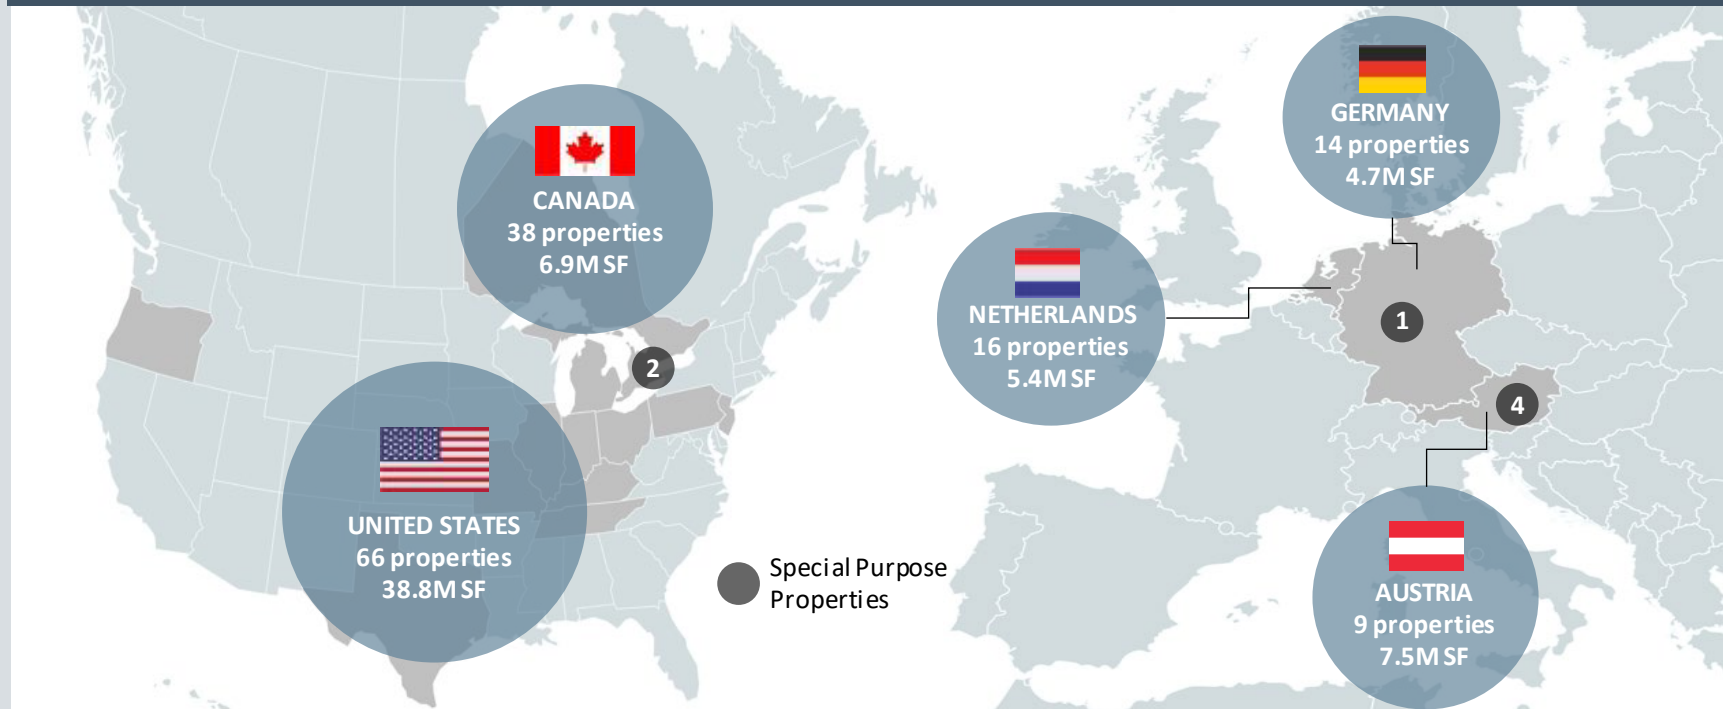 CANADA
38 properties
6.9M SF
2
UNITED STATES
66 properties
38.8M SF
Special Purpose
Properties
GERMANY
14 properties
4.7M SF
NETHERLANDS
16 properties
5.4M SF
1
4
AUSTRIA
9 properties
7.5M SF